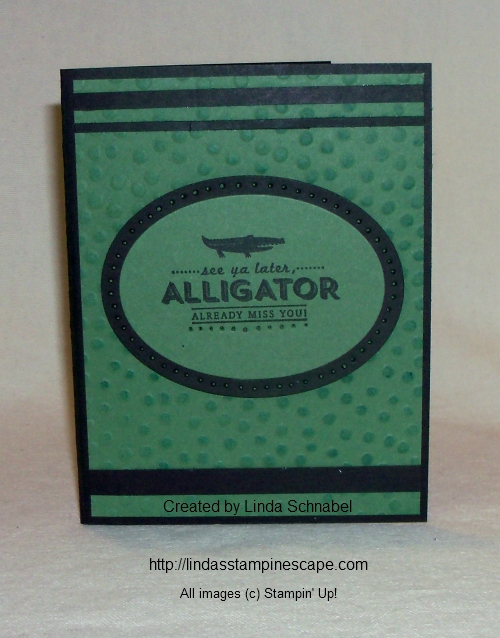 see ya later,
ALLIGATOR
ALREADY MISS YOU!
Created by Linda Schnabel
http://lindasstampinescape.com/
All images (c) Stampin' Up!